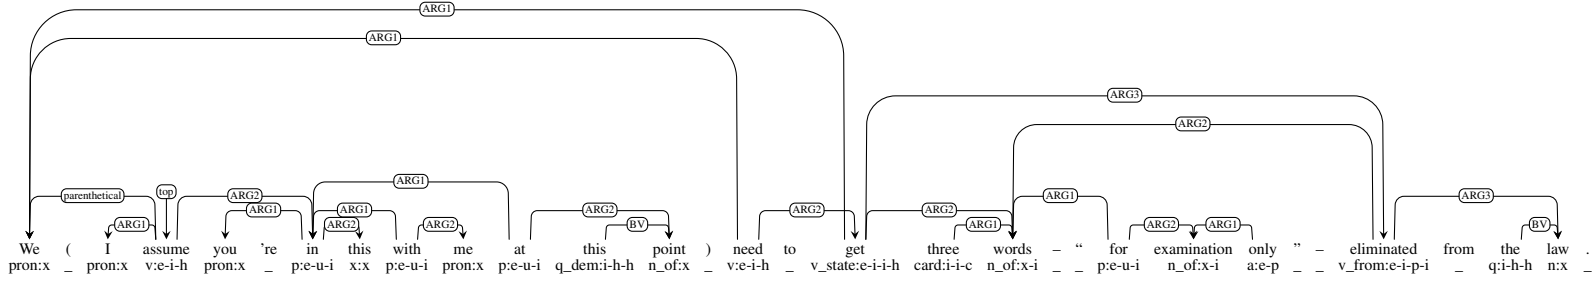 ARG1
ARG1
ARG3
ARG2
ARG1
parenthetical top ARG2 ARG1 ARG3
ARG1 ARG1 ARG2 ARG2 ARG2 ARG2
ARG1 ARG2 ARG2 BV ARG1 ARG2 ARG1 BV
We ( I assume you 're in this with me at this point ) need to get three words – “ for examination only ” – eliminated from the law .
pron:x _ pron:x v:e-i-h pron:x _ p:e-u-i x:x p:e-u-i pron:x p:e-u-i q_dem:i-h-h n_of:x _ v:e-i-h _ v_state:e-i-i-h card:i-i-c n_of:x-i _ _ p:e-u-i n_of:x-i a:e-p _ _ v_from:e-i-p-i _ q:i-h-h n:x _